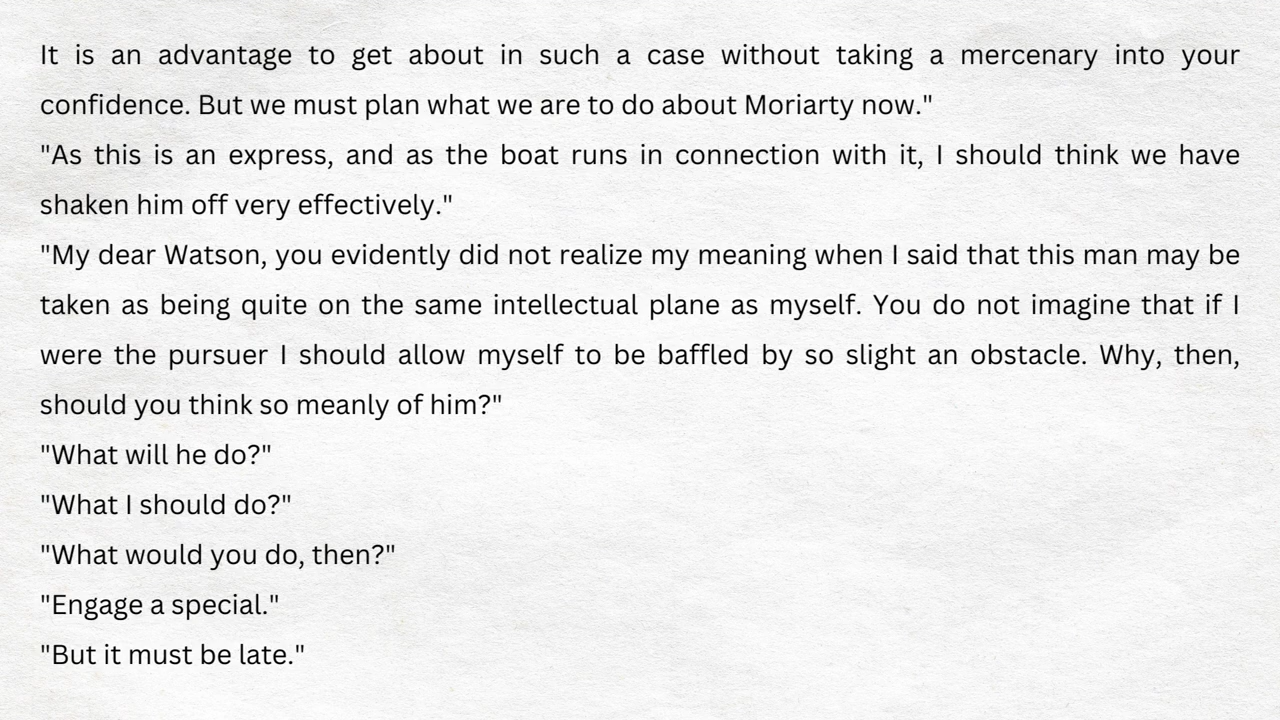 It is an advantage to get about in such a case without taking a mercenary into your
confidence. But we must plan what we are to do about Moriarty now."
"As this is an express, and as the boat runs in connection with it, I should think we have
shaken him off very effectively."
"My dear Watson, you evidently did not realize my meaning when I said that this man may be
taken as being quite on the same intellectual plane as myself. You do not imagine that if I
were the pursuer I should allow myself to be baffled by so slight an obstacle. Why, then,
should you think so meanly of him?"
"What will he do?"
"What I should do?"
"What would you do, then?"
"Engage a special."
"But it must be late."